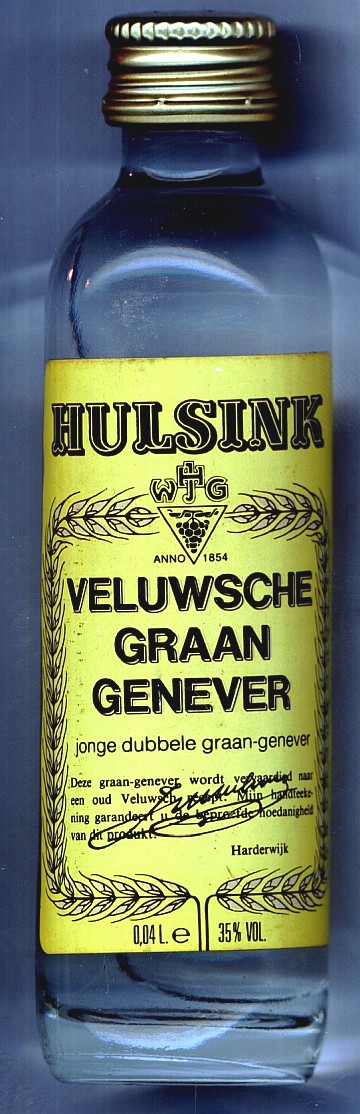 HULSINK
WHJG
ANNO 1854
VELUWSCHE
GRAAN
GENEVER
jonge dubbele graan-genever
Deze graan-genever wordt vervaardigd naar
een oud Veluwsch recept. Mijn handteeke-
ning garandeert u de beproefde hoedanigheid
van dit produkt.
Harderwijk
0,04 L. e 35% VOL.